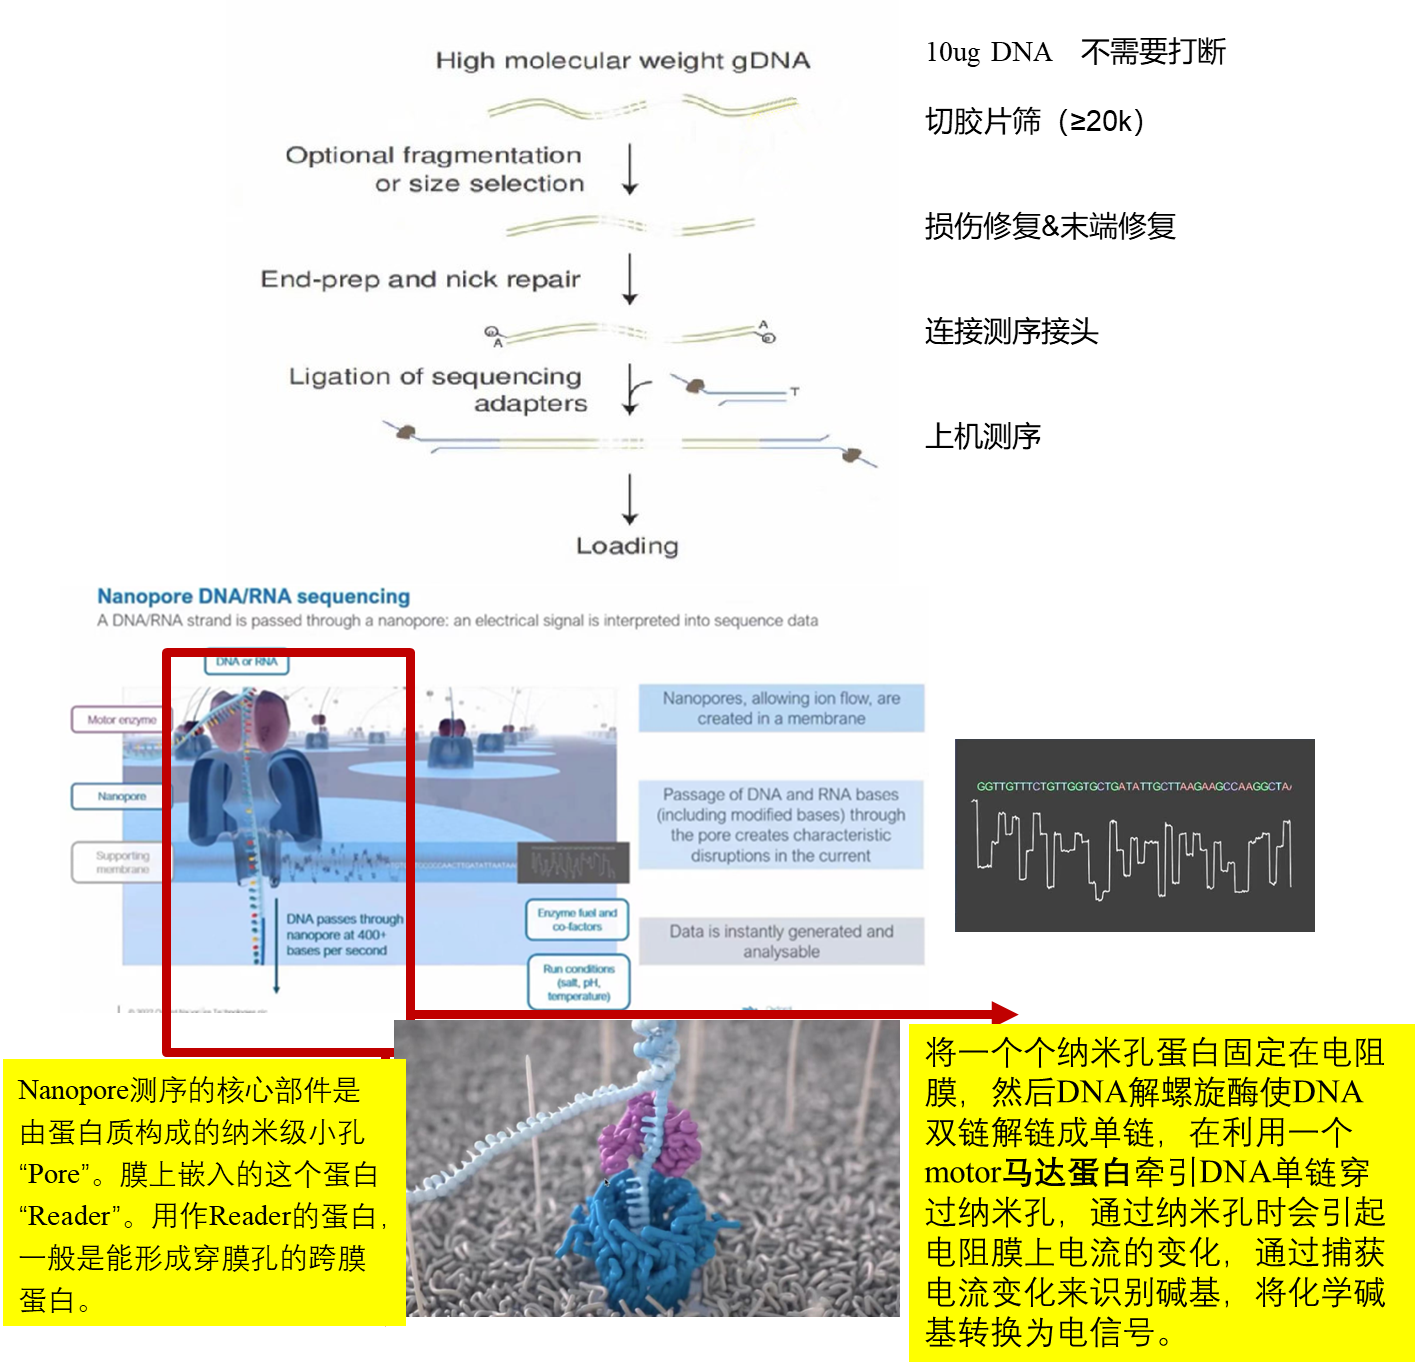 High molecular weight gDNA
10ug DNA 不需要打断
切胶片筛（≥20k）
Optional fragmentation
or size selection
损伤修复&末端修复
End-prep and nick repair
A
P
A
P
连接测序接头
Ligation of sequencing
adapters
T
上机测序
Loading
Nanopore DNA/RNA sequencing
A DNA/RNA strand is passed through a nanopore: an electrical signal is interpreted into sequence data
DNA or RNA
Motor enzyme
Nanopore
Supporting
membrane
DNA passes through
nanopore at 400+
bases per second
Enzyme fuel and
co-factors
Run conditions
(salt, pH,
temperature)
Nanopores, allowing ion flow, are
created in a membrane
Passage of DNA and RNA bases
(including modified bases) through
the pore creates characteristic
disruptions in the current
Data is instantly generated and
analysable
GGTTGTTTCTGTTGGTGCTGATATTGCTTAAGAAGCCAAGGCTA
Nanopore测序的核心部件是
由蛋白质构成的纳米级小孔
“Pore”。膜上嵌入的这个蛋白
“Reader”。用作Reader的蛋白，
一般是能形成穿膜孔的跨膜
蛋白。
将一个个纳米孔蛋白固定在电阻
膜，然后DNA解螺旋酶使DNA
双链解链成单链，在利用一个
motor马达蛋白牵引DNA单链穿
过纳米孔，通过纳米孔时会引起
电阻膜上电流的变化，通过捕获
电流变化来识别碱基，将化学碱
基转换为电信号。